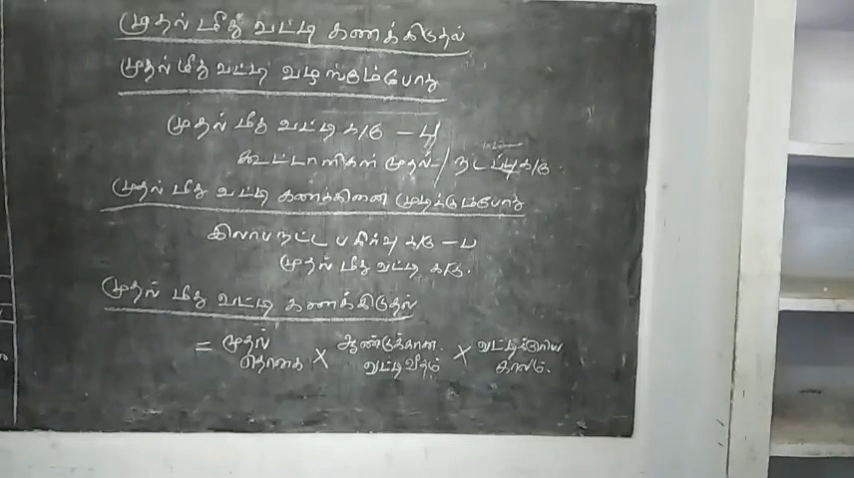 முதல் மீது வட்டி கணக்கிடுதல்
முதல் மீது வட்டி வழங்கும்போது
முதல் மீது வட்டி க/கு – ப
கூட்டாளிகள் முதல் / நடப்பு க/கு
முதல் மீது வட்டி கணக்கினை முடிக்கும்போது
இலாபநட்ட பகிர்வு க/கு – ப
முதல் மீது வட்டி க/கு.
முதல் மீது வட்டி கணக்கிடுதல்
= முதல் தொகை × ஆண்டுக்கான வட்டி வீதம் × வட்டிக்குரிய காலம்.